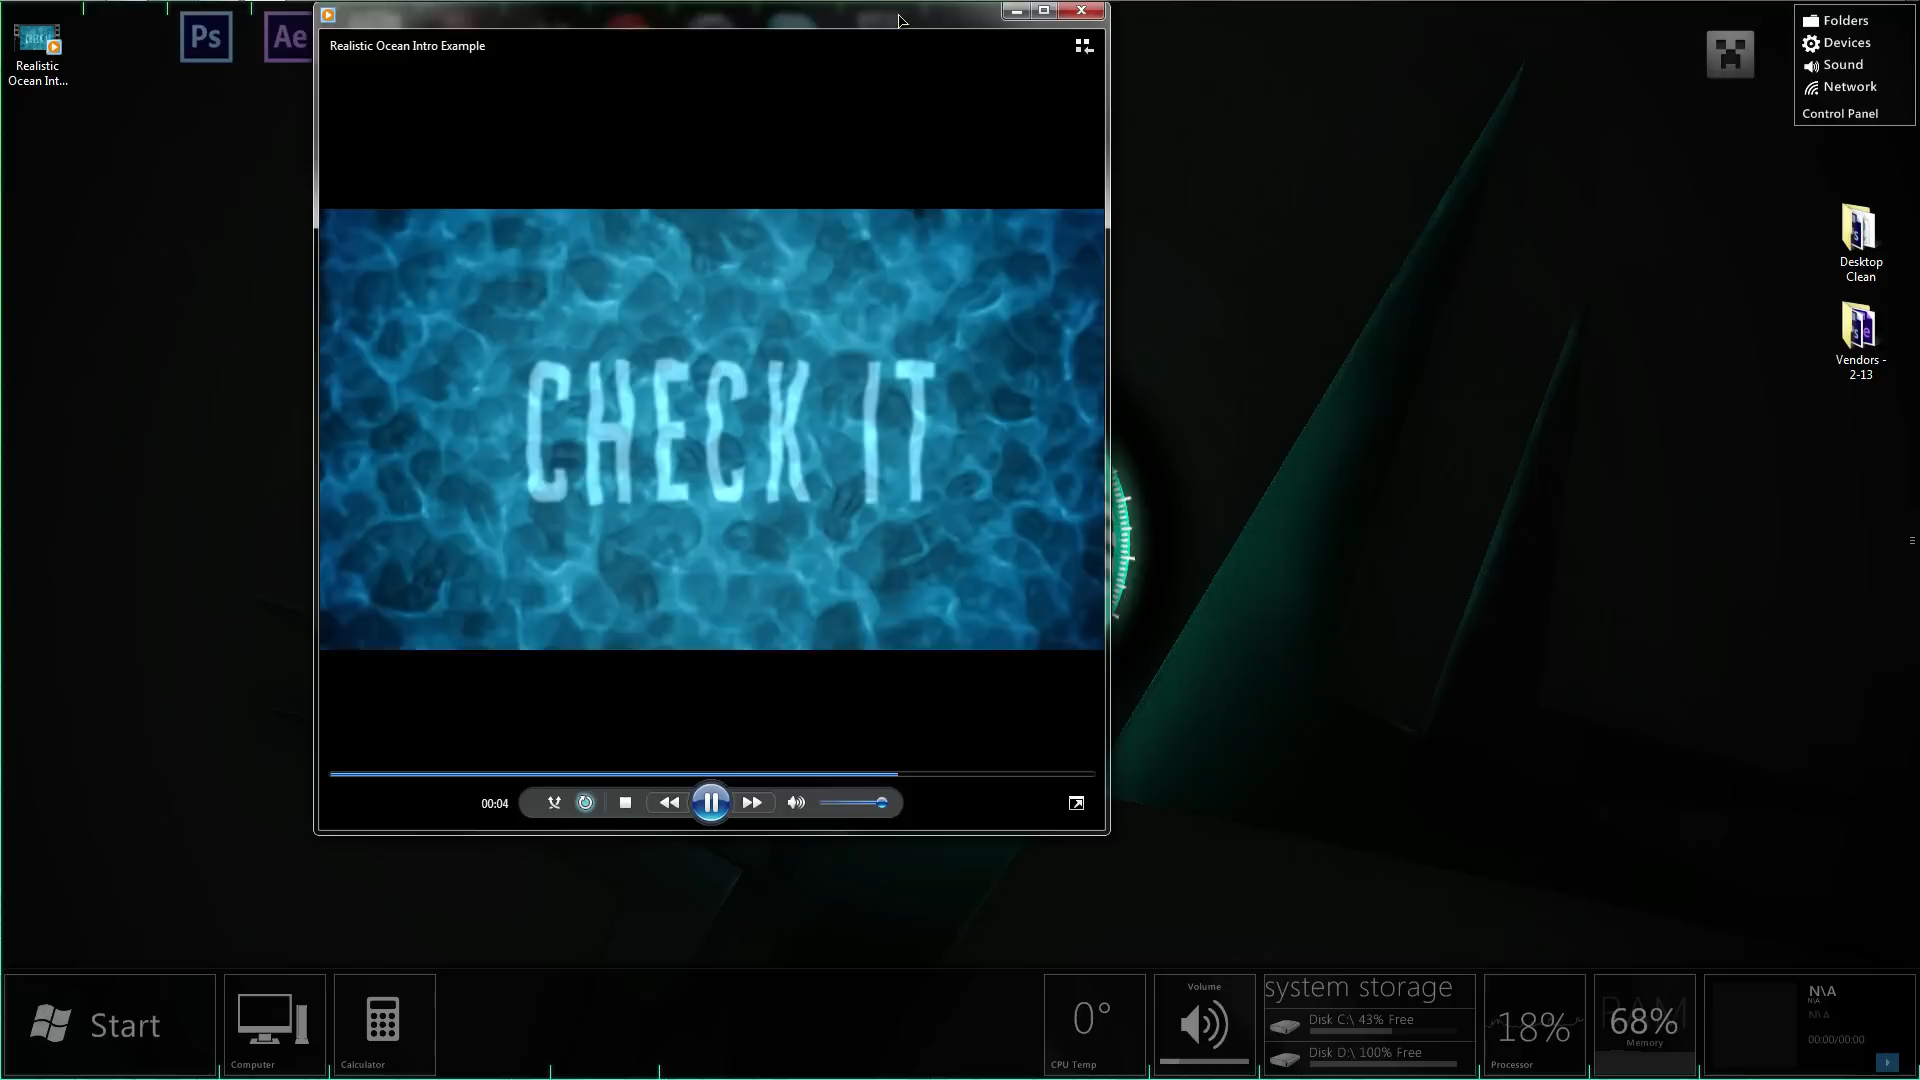 Realistic
Ocean Int...
Ps
Ae
Realistic Ocean Intro Example
CHECK IT
00:04
Folders
Devices
Sound
Network
Control Panel
Desktop
Clean
Vendors -
2-13
Start
Computer
Calculator
0°
CPU Temp
Volume
system storage
Disk C:\ 43% Free
Disk D:\ 100% Free
18%
Processor
RAM
68%
Memory
N\A
N\A
N\A
00:00/00:00